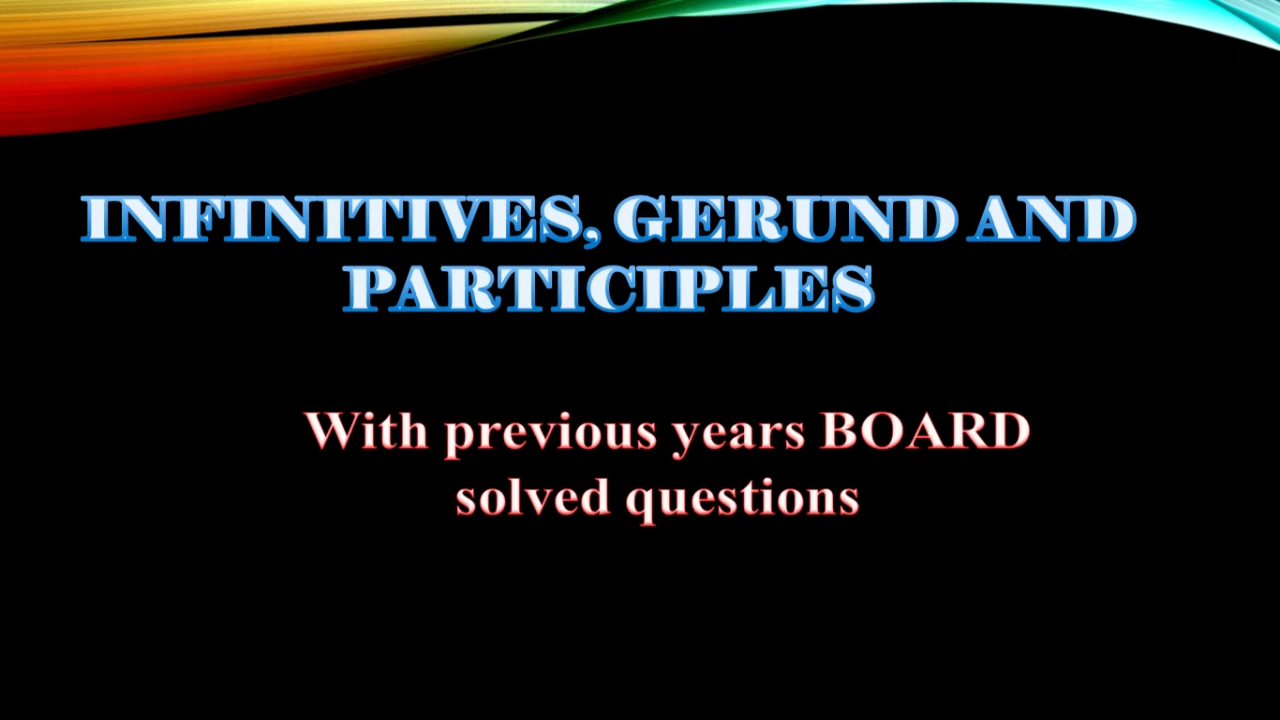 INFINITIVES, GERUND AND
PARTICIPLES
With previous years BOARD
solved questions